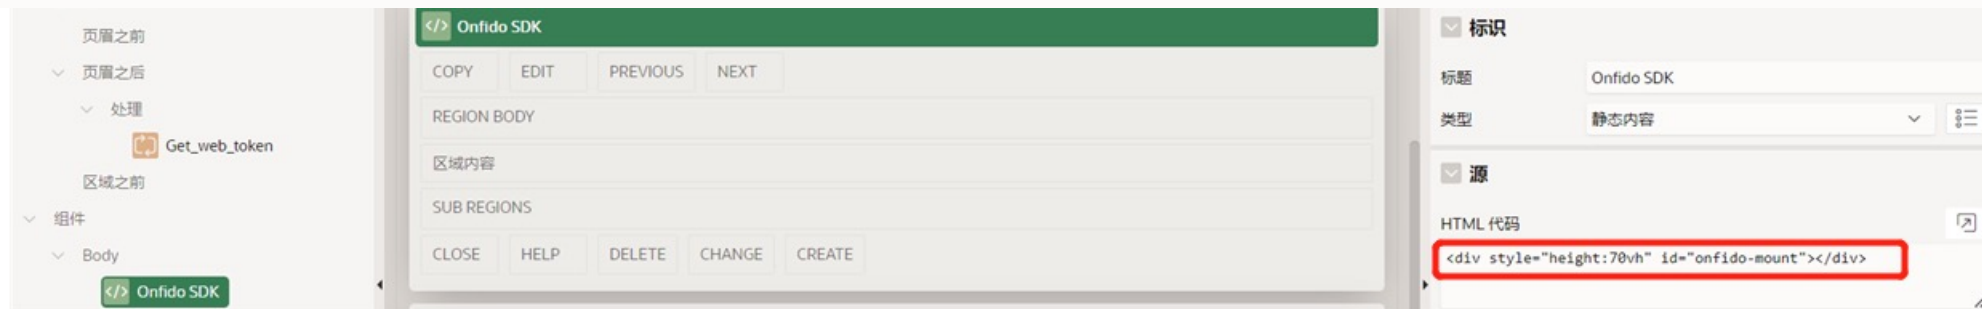 页眉之前
页眉之后
处理
Get_web_token
区域之前
组件
Body
</> Onfido SDK
</> Onfido SDK
COPY EDIT PREVIOUS NEXT
REGION BODY
区域内容
SUB REGIONS
CLOSE HELP DELETE CHANGE CREATE
标识
标题 Onfido SDK
类型 静态内容
源
HTML 代码
<div style="height:70vh" id="onfido-mount"></div>